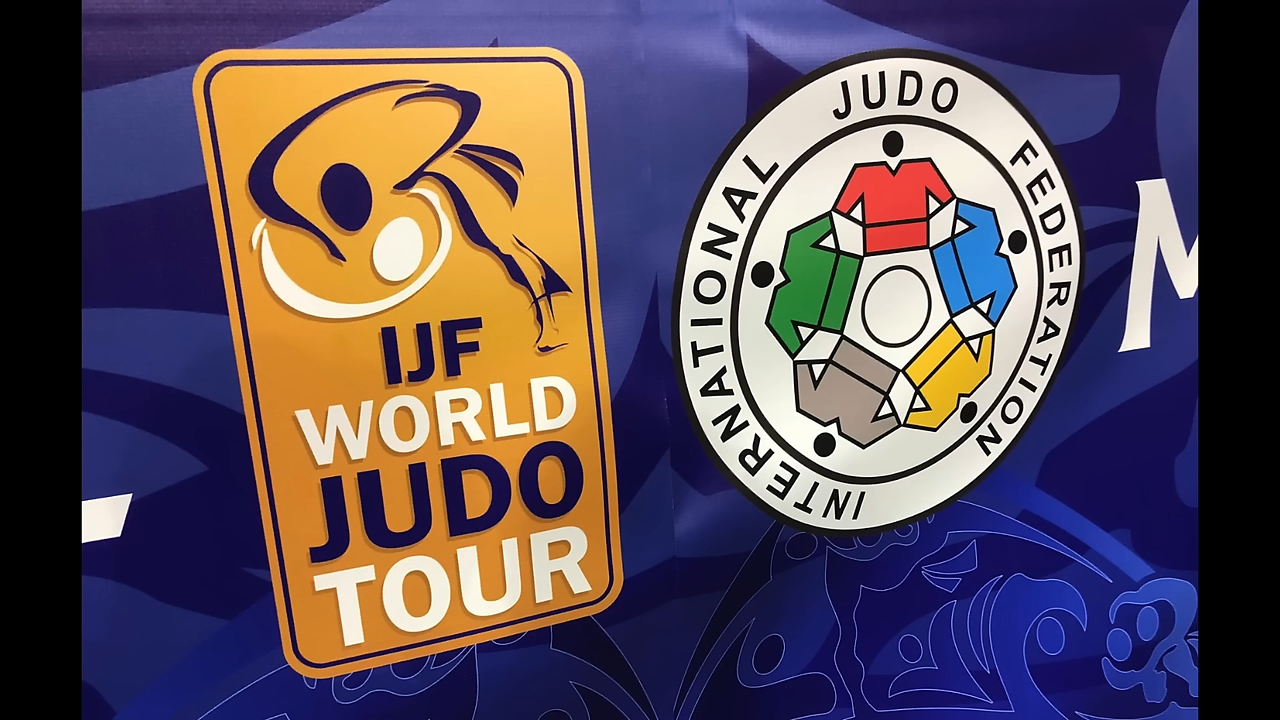 IJF
WORLD
JUDO
TOUR
INTERNATIONAL JUDO FEDERATION